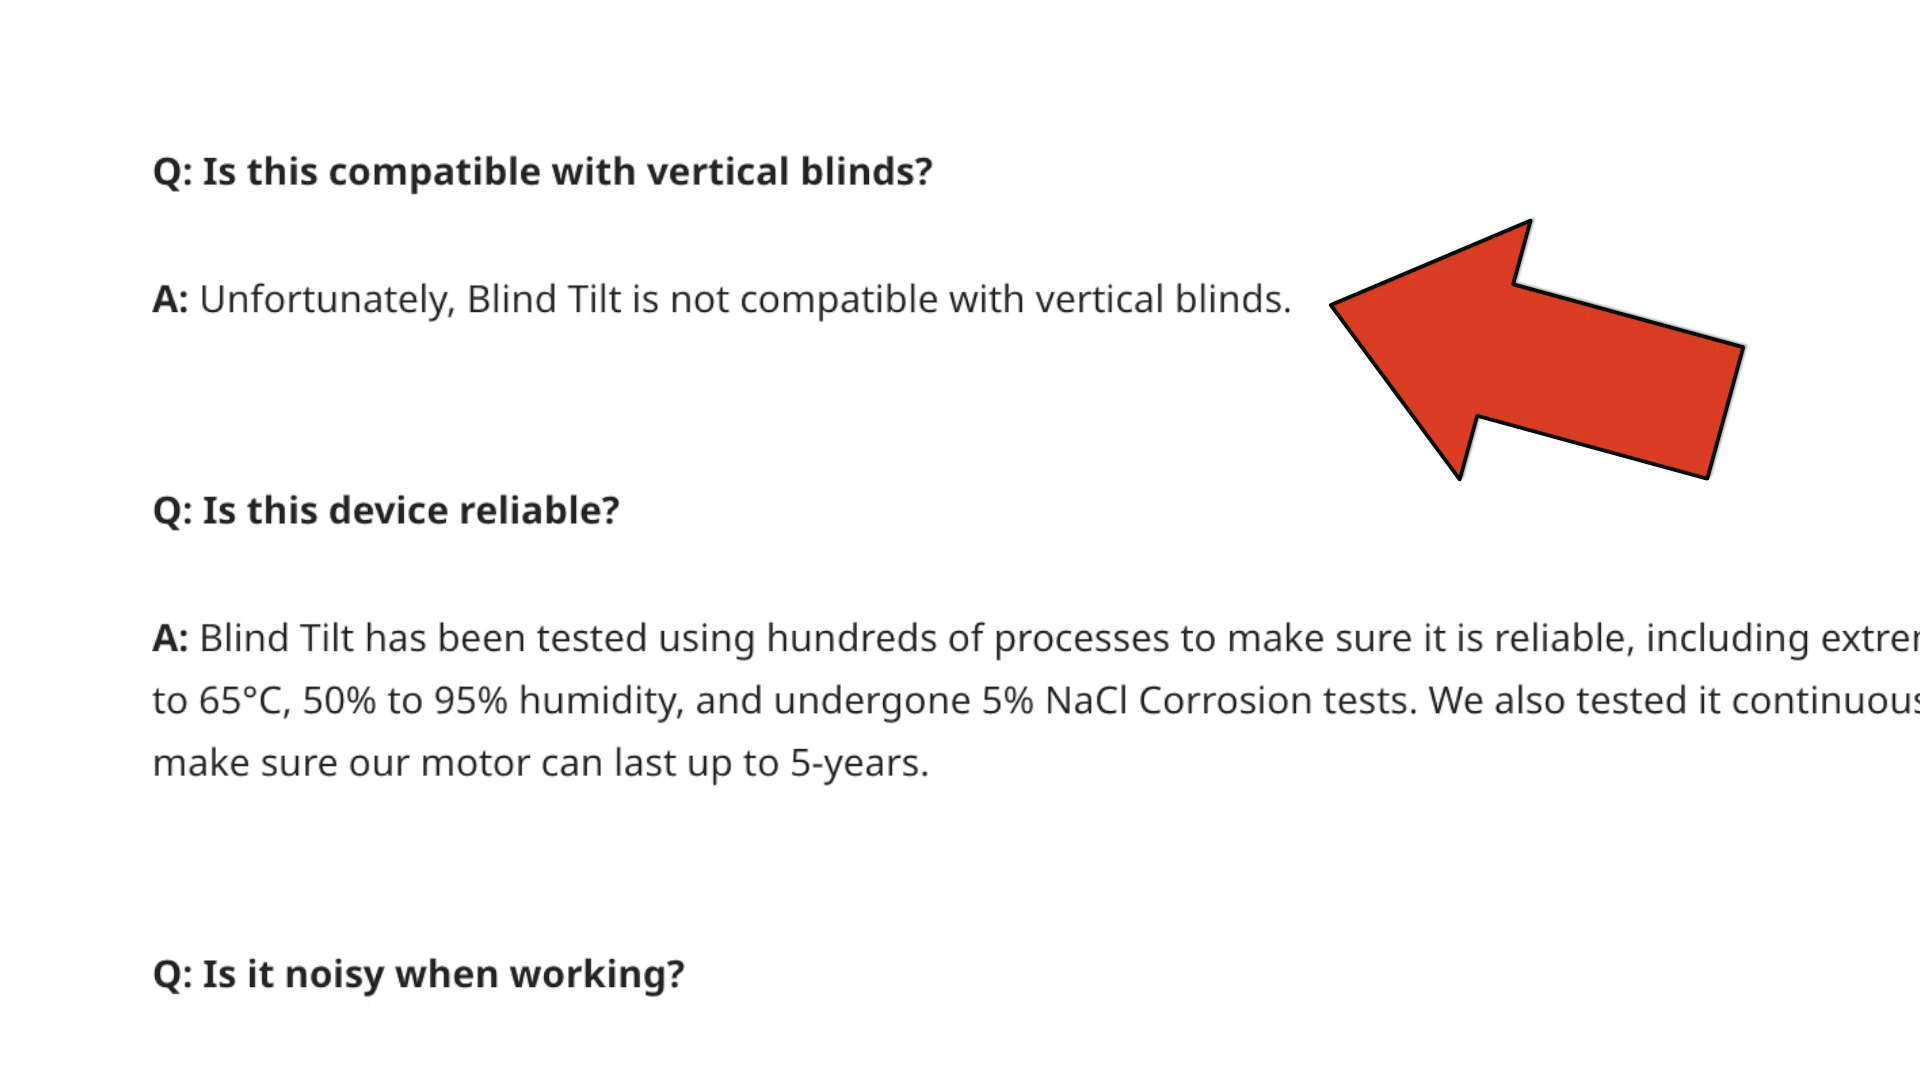 Q: Is this compatible with vertical blinds?
A: Unfortunately, Blind Tilt is not compatible with vertical blinds.
Q: Is this device reliable?
A: Blind Tilt has been tested using hundreds of processes to make sure it is reliable, including
to 65°C, 50% to 95% humidity, and undergone 5% NaCl Corrosion tests. We also tested it
make sure our motor can last up to 5-years.
Q: Is it noisy when working?